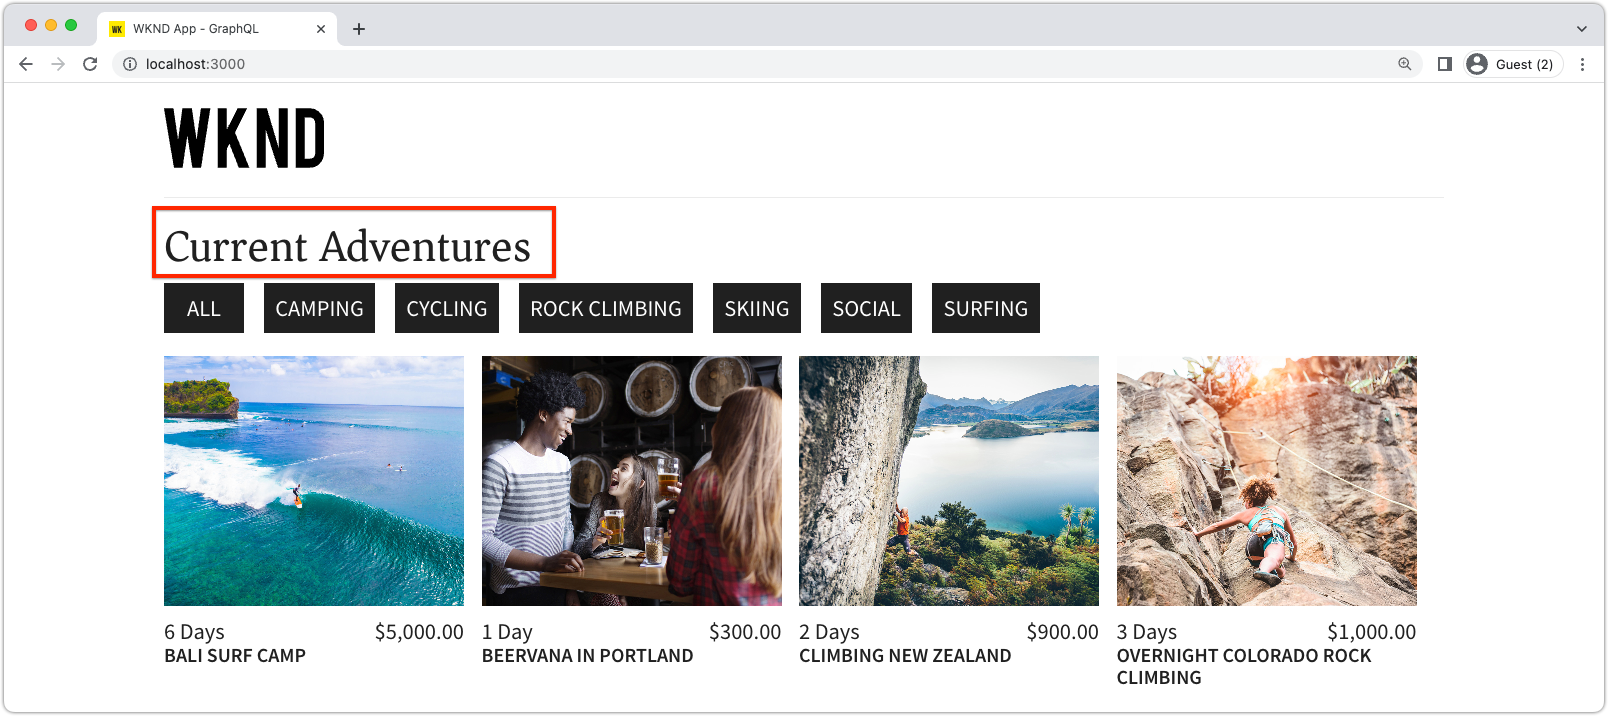 WK WKND App - GraphQL
localhost:3000
Guest (2)
WKND
Current Adventures
ALL CAMPING CYCLING ROCK CLIMBING SKIING SOCIAL SURFING
6 Days $5,000.00
BALI SURF CAMP
1 Day $300.00
BEERVANA IN PORTLAND
2 Days $900.00
CLIMBING NEW ZEALAND
3 Days $1,000.00
OVERNIGHT COLORADO ROCK
CLIMBING